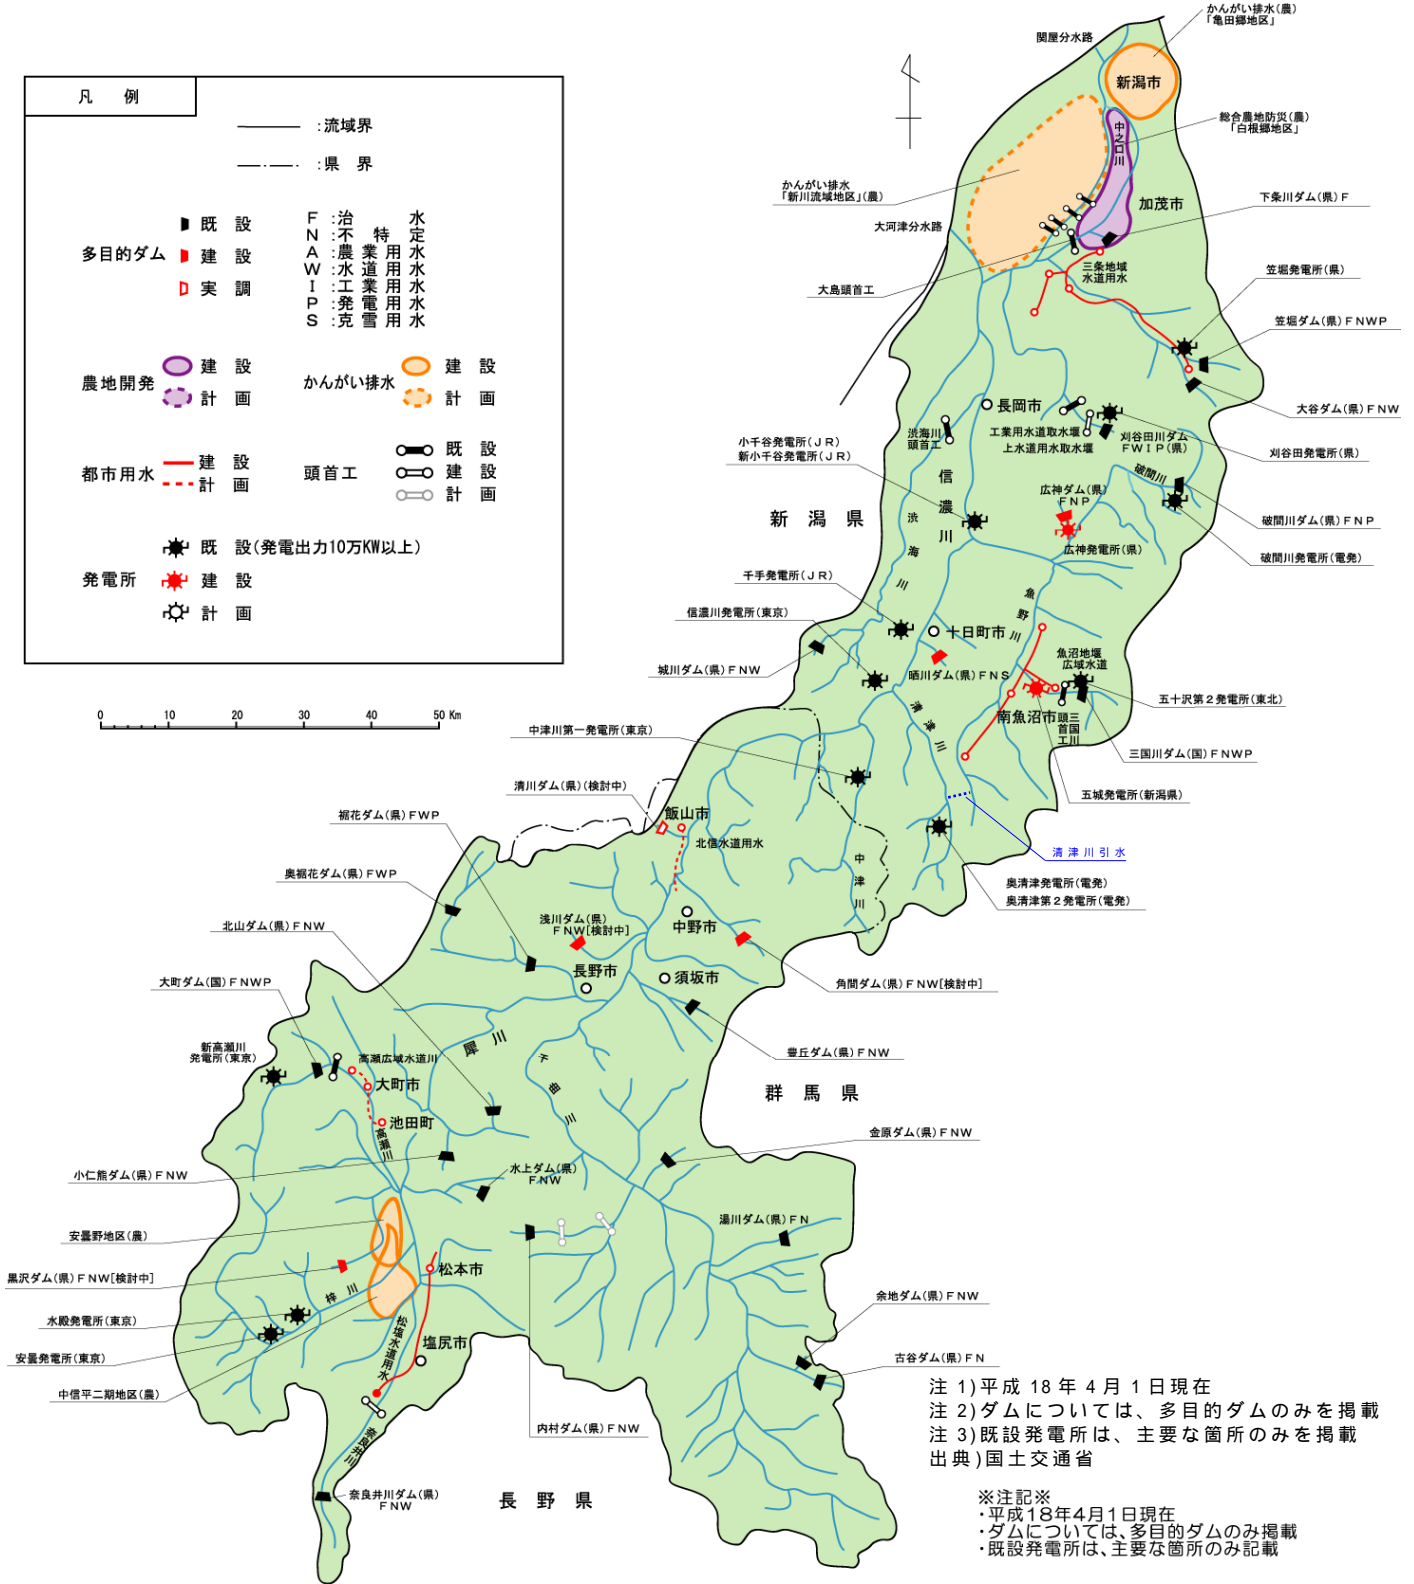 凡 例
:流域界
:県 界
多目的ダム
既 設
建 設
実 調
F:治 水
N:不 特 定
A:農業用水
W:水道用水
I:工業用水
P:発電用水
S:克雪用水
農地開発
建 設
計 画
かんがい排水
建 設
計 画
都市用水
建 設
計 画
頭首工
既 設
建 設
計 画
発電所
既 設(発電出力10万KW以上)
建 設
計 画
0 10 20 30 40 50 Km
かんがい排水(農)
「亀田郷地区」
関屋分水路
新潟市
総合農地防災(農)
「白根郷地区」
中之口川
かんがい排水
「新川流域地区」(農)
加茂市
下条川ダム(県)F
大河津分水路
三条地域
水道用水
大島頭首工
笠堀発電所(県)
笠堀ダム(県)FNWP
大谷ダム(県)FNW
長岡市
渋海川
頭首工
工業用水道取水堰
上水道用水取水堰
刈谷田川ダム
FWIP(県)
刈谷田発電所(県)
小千谷発電所(JR)
新小千谷発電所(JR)
信濃川
渋海川
新潟県
破間川
広神ダム(県)
FNP
広神発電所(県)
破間川ダム(県)FNP
破間川発電所(電発)
千手発電所(JR)
信濃川発電所(東京)
十日町市
魚野川
城川ダム(県)FNW
晒川ダム(県)FNS
魚沼地堰
広域水道
五十沢第2発電所(東北)
南魚沼市
三国川
頭首工
三国川ダム(国)FNWP
清津川
中津川第一発電所(東京)
五城発電所(新潟県)
清川ダム(県)(検討中)
飯山市
北信水道用水
清津川引水
奥清津発電所(電発)
奥清津第2発電所(電発)
中津川
裾花ダム(県)FWP
奥裾花ダム(県)FWP
北山ダム(県)FNW
浅川ダム(県)
FNW[検討中]
中野市
長野市
須坂市
角間ダム(県)FNW[検討中]
大町ダム(国)FNWP
豊丘ダム(県)FNW
犀川
千曲川
新高瀬川
発電所(東京)
高瀬広域水道川
大町市
池田町
高瀬川
群馬県
金原ダム(県)FNW
小仁熊ダム(県)FNW
水上ダム(県)
FNW
湯川ダム(県)FN
安曇野地区(農)
黒沢ダム(県)FNW[検討中]
梓川
松本市
余地ダム(県)FNW
水殿発電所(東京)
安曇発電所(東京)
松塩水道用水
塩尻市
古谷ダム(県)FN
中信平二期地区(農)
内村ダム(県)FNW
奈良井川
奈良井川ダム(県)
FNW
長野県
注 1)平成 18 年 4 月 1 日現在
注 2)ダムについては、多目的ダムのみを掲載
注 3)既設発電所は、主要な箇所のみを掲載
出典)国土交通省
※注記※
・平成18年4月1日現在
・ダムについては、多目的ダムのみ掲載
・既設発電所は、主要な箇所のみ記載